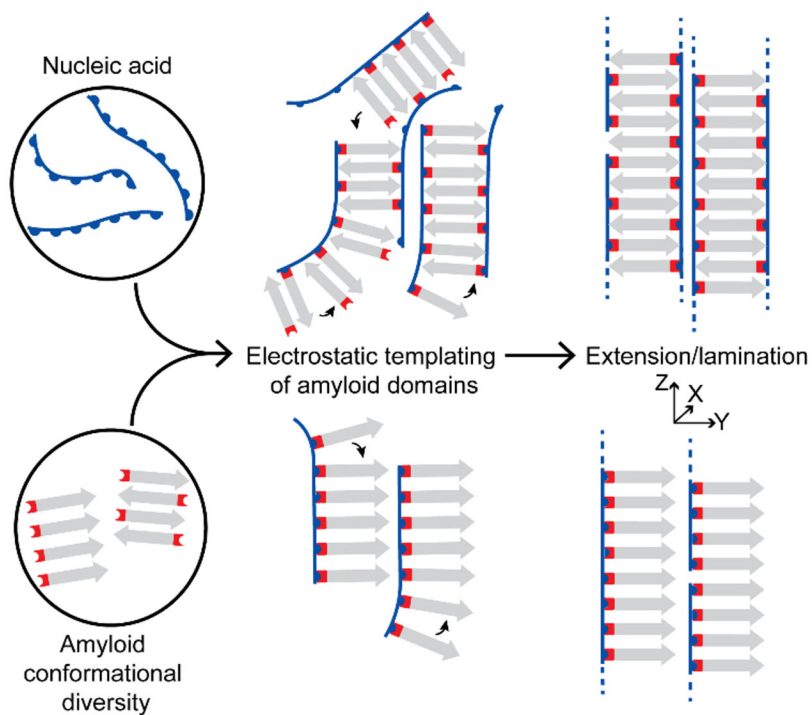 Nucleic acid
Electrostatic templating
of amyloid domains
Extension/lamination
Z
X
Y
Amyloid
conformational
diversity